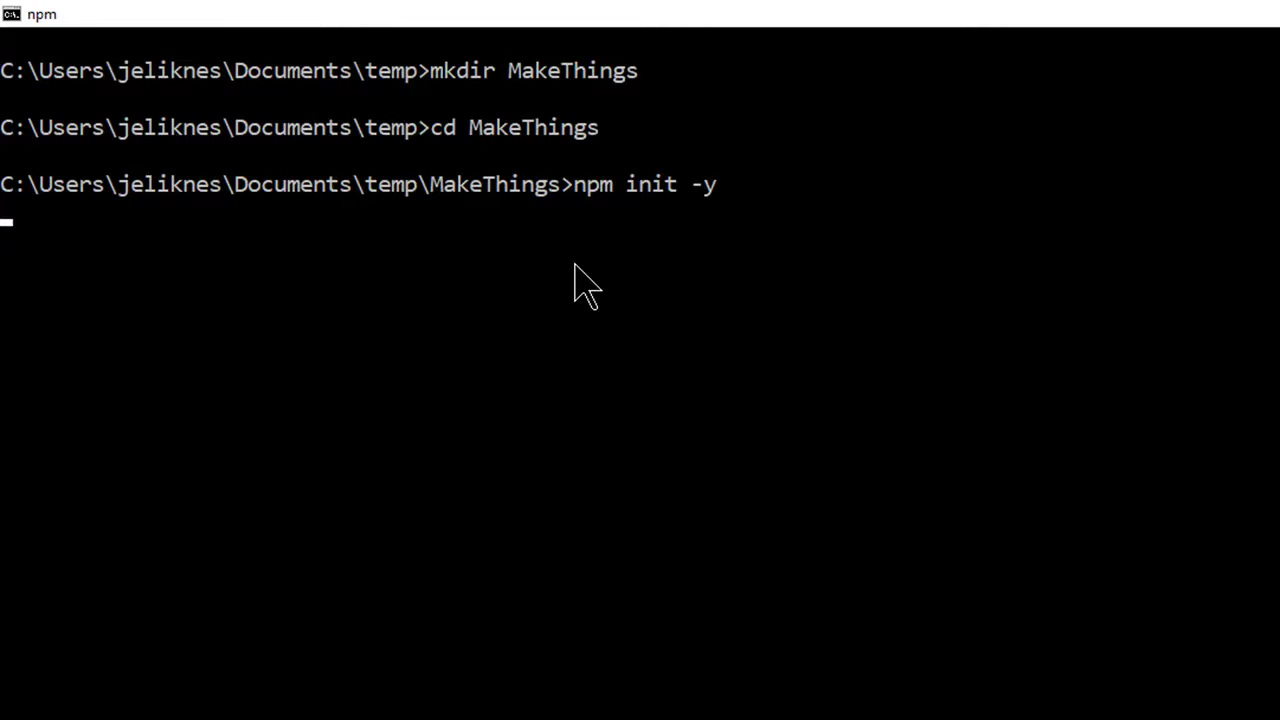 npm
C:\Users\jeliknes\Documents\temp>mkdir MakeThings
C:\Users\jeliknes\Documents\temp>cd MakeThings
C:\Users\jeliknes\Documents\temp\MakeThings>npm init -y